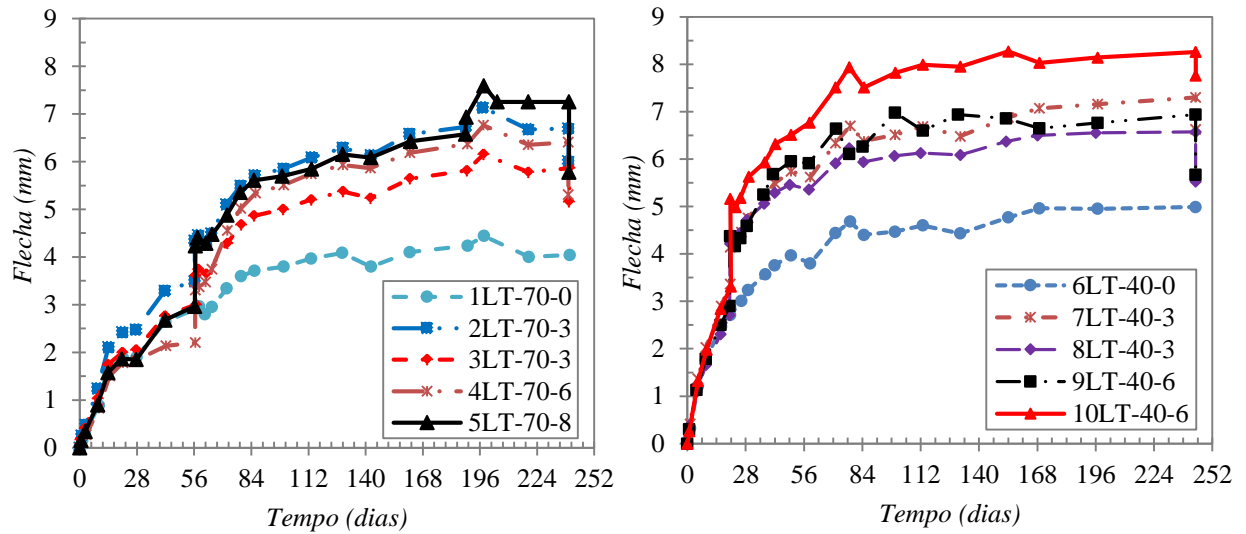 9
8
7
6
5
4
3
2
1
0
Flecha (mm)
0 28 56 84 112 140 168 196 224 252
Tempo (dias)
1LT-70-0
2LT-70-3
3LT-70-3
4LT-70-6
5LT-70-8
9
8
7
6
5
4
3
2
1
0
Flecha (mm)
0 28 56 84 112 140 168 196 224 252
Tempo (dias)
6LT-40-0
7LT-40-3
8LT-40-3
9LT-40-6
10LT-40-6